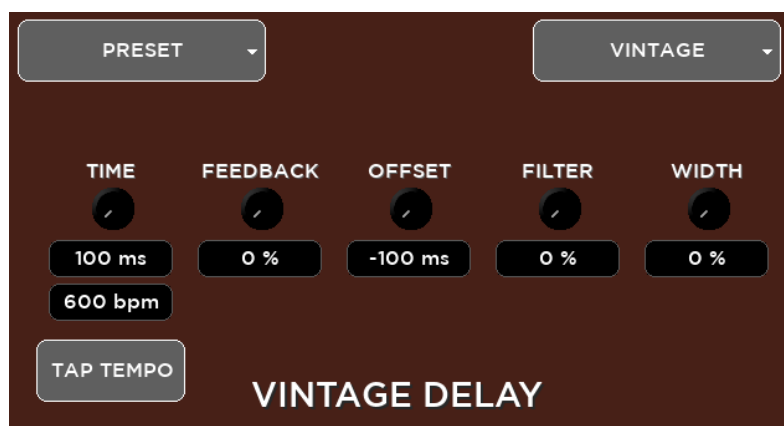 PRESET VINTAGE
TIME FEEDBACK OFFSET FILTER WIDTH
100 ms 0 % -100 ms 0 % 0 %
600 bpm
TAP TEMPO
VINTAGE DELAY